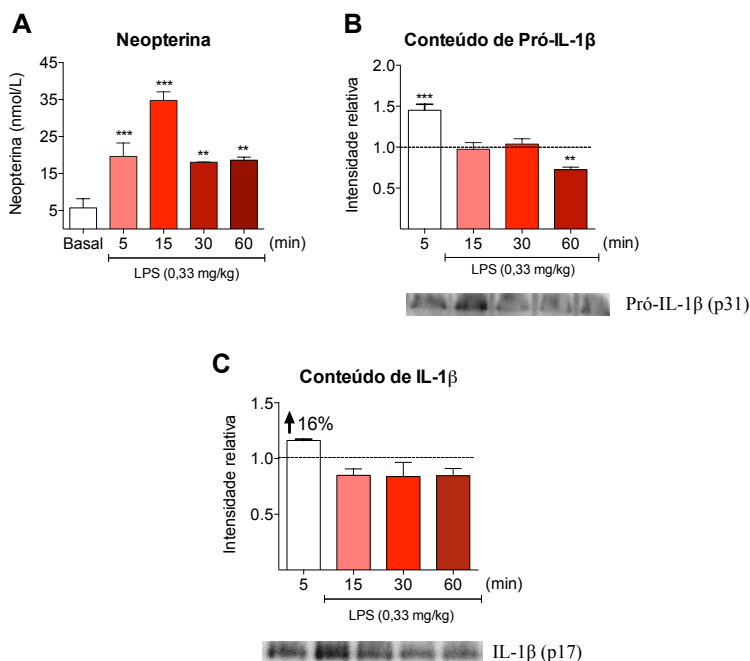 A
Neopterina
Neopterina (nmol/L)
45
35
25
15
5
***
***
**
**
Basal 5 15 30 60 (min)
LPS (0,33 mg/kg)
B
Conteúdo de Pró-IL-1β
Intensidade relativa
2.0
1.5
1.0
0.5
***
**
5 15 30 60 (min)
LPS (0,33 mg/kg)
Pró-IL-1β (p31)
C
Conteúdo de IL-1β
Intensidade relativa
1.5
1.0
0.5
16%
5 15 30 60 (min)
LPS (0,33 mg/kg)
IL-1β (p17)